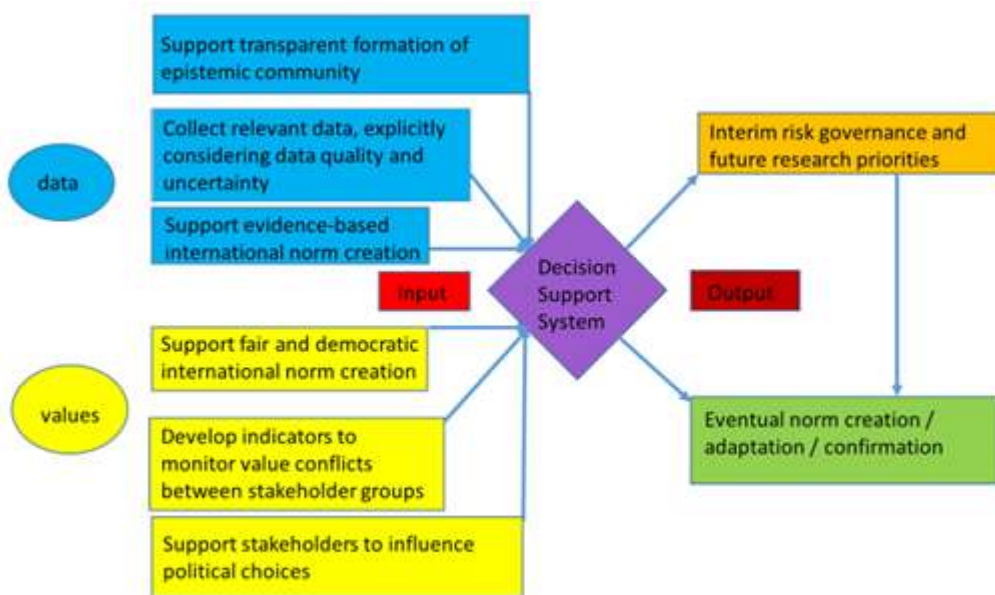 Support transparent formation of
epistemic community
Collect relevant data, explicitly
considering data quality and
uncertainty
data
Support evidence-based
international norm creation
Input
Support fair and democratic
international norm creation
values
Develop indicators to
monitor value conflicts
between stakeholder groups
Support stakeholders to influence
political choices
Decision
Support
System
Output
Interim risk governance and
future research priorities
Eventual norm creation /
adaptation / confirmation